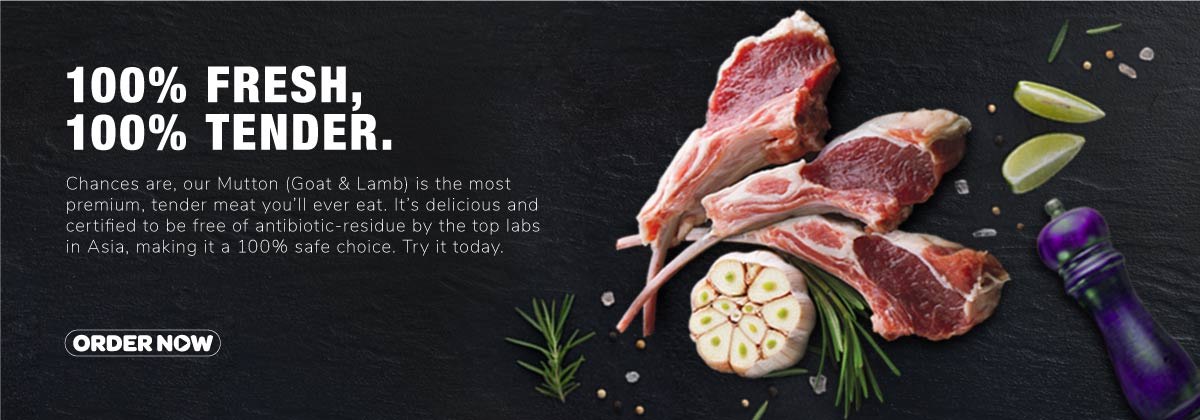 100% FRESH,
100% TENDER.
Chances are, our Mutton (Goat & Lamb) is the most
premium, tender meat you'll ever eat. It's delicious and
certified to be free of antibiotic-residue by the top labs
in Asia, making it a 100% safe choice. Try it today.
ORDER NOW